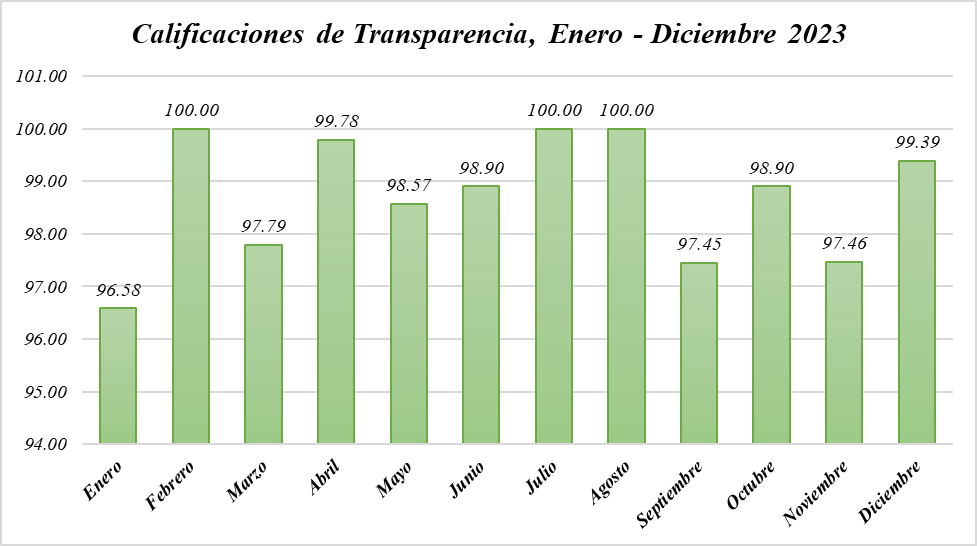 Calificaciones de Transparencia, Enero - Diciembre 2023
101.00
100.00
99.00
98.00
97.00
96.00
95.00
94.00
96.58
100.00
97.79
99.78
98.57
98.90
100.00
100.00
97.45
98.90
97.46
99.39
Enero
Febrero
Marzo
Abril
Mayo
Junio
Julio
Agosto
Septiembre
Octubre
Noviembre
Diciembre